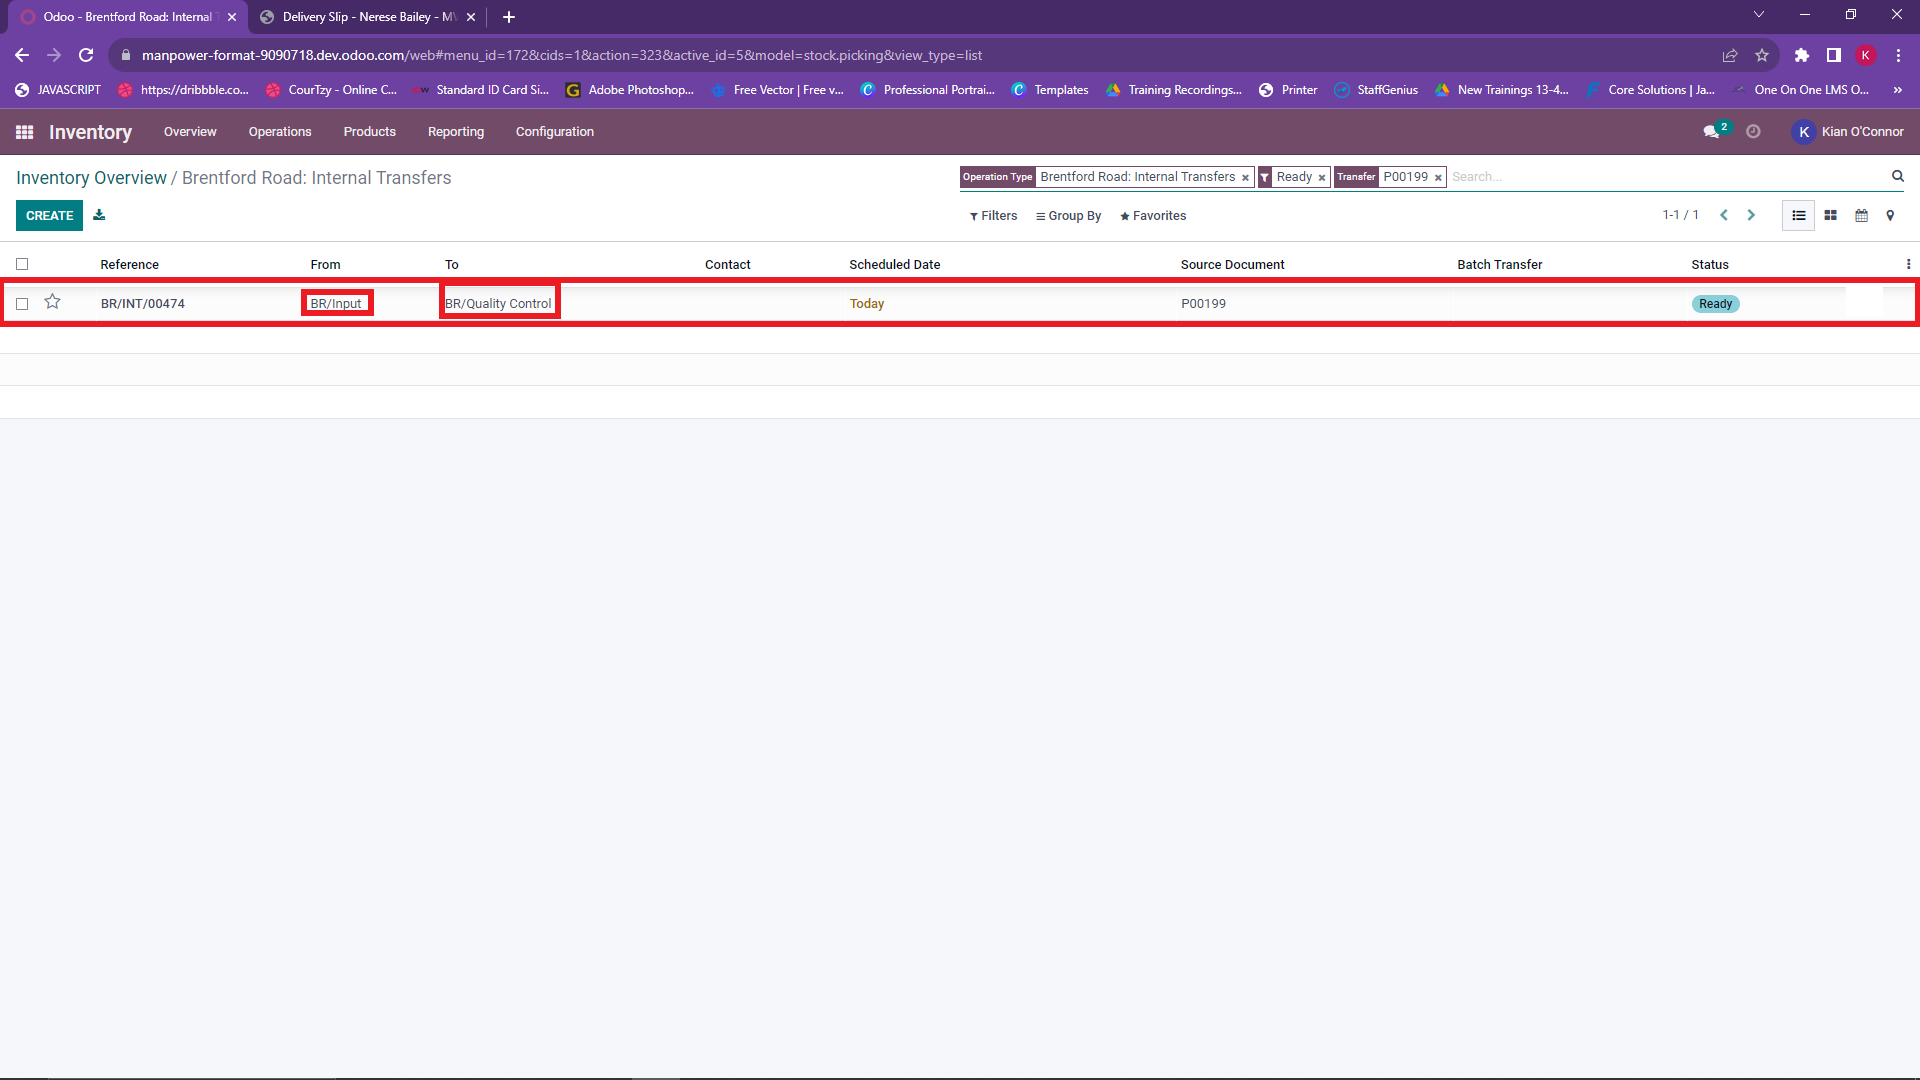 Odoo - Brentford Road: Internal T
Delivery Slip - Nerese Bailey - MV
manpower-format-9090718.dev.odoo.com/web#menu_id=172&cids=1&action=323&active_id=5&model=stock.picking&view_type=list
K
JAVASCRIPT
https://dribbble.co...
CourTzy - Online C...
Standard ID Card Si...
Adobe Photoshop...
Free Vector | Free v...
Professional Portrai...
Templates
Training Recordings...
Printer
StaffGenius
New Trainings 13-4...
Core Solutions | Ja...
One On One LMS O...
»
Inventory Overview Operations Products Reporting Configuration
2
K Kian O'Connor
Inventory Overview / Brentford Road: Internal Transfers
Operation Type Brentford Road: Internal Transfers × Ready × Transfer P00199 × Search...
CREATE
Filters Group By Favorites
1-1 / 1
Reference From To Contact Scheduled Date Source Document Batch Transfer Status
BR/INT/00474 BR/Input BR/Quality Control Today P00199 Ready